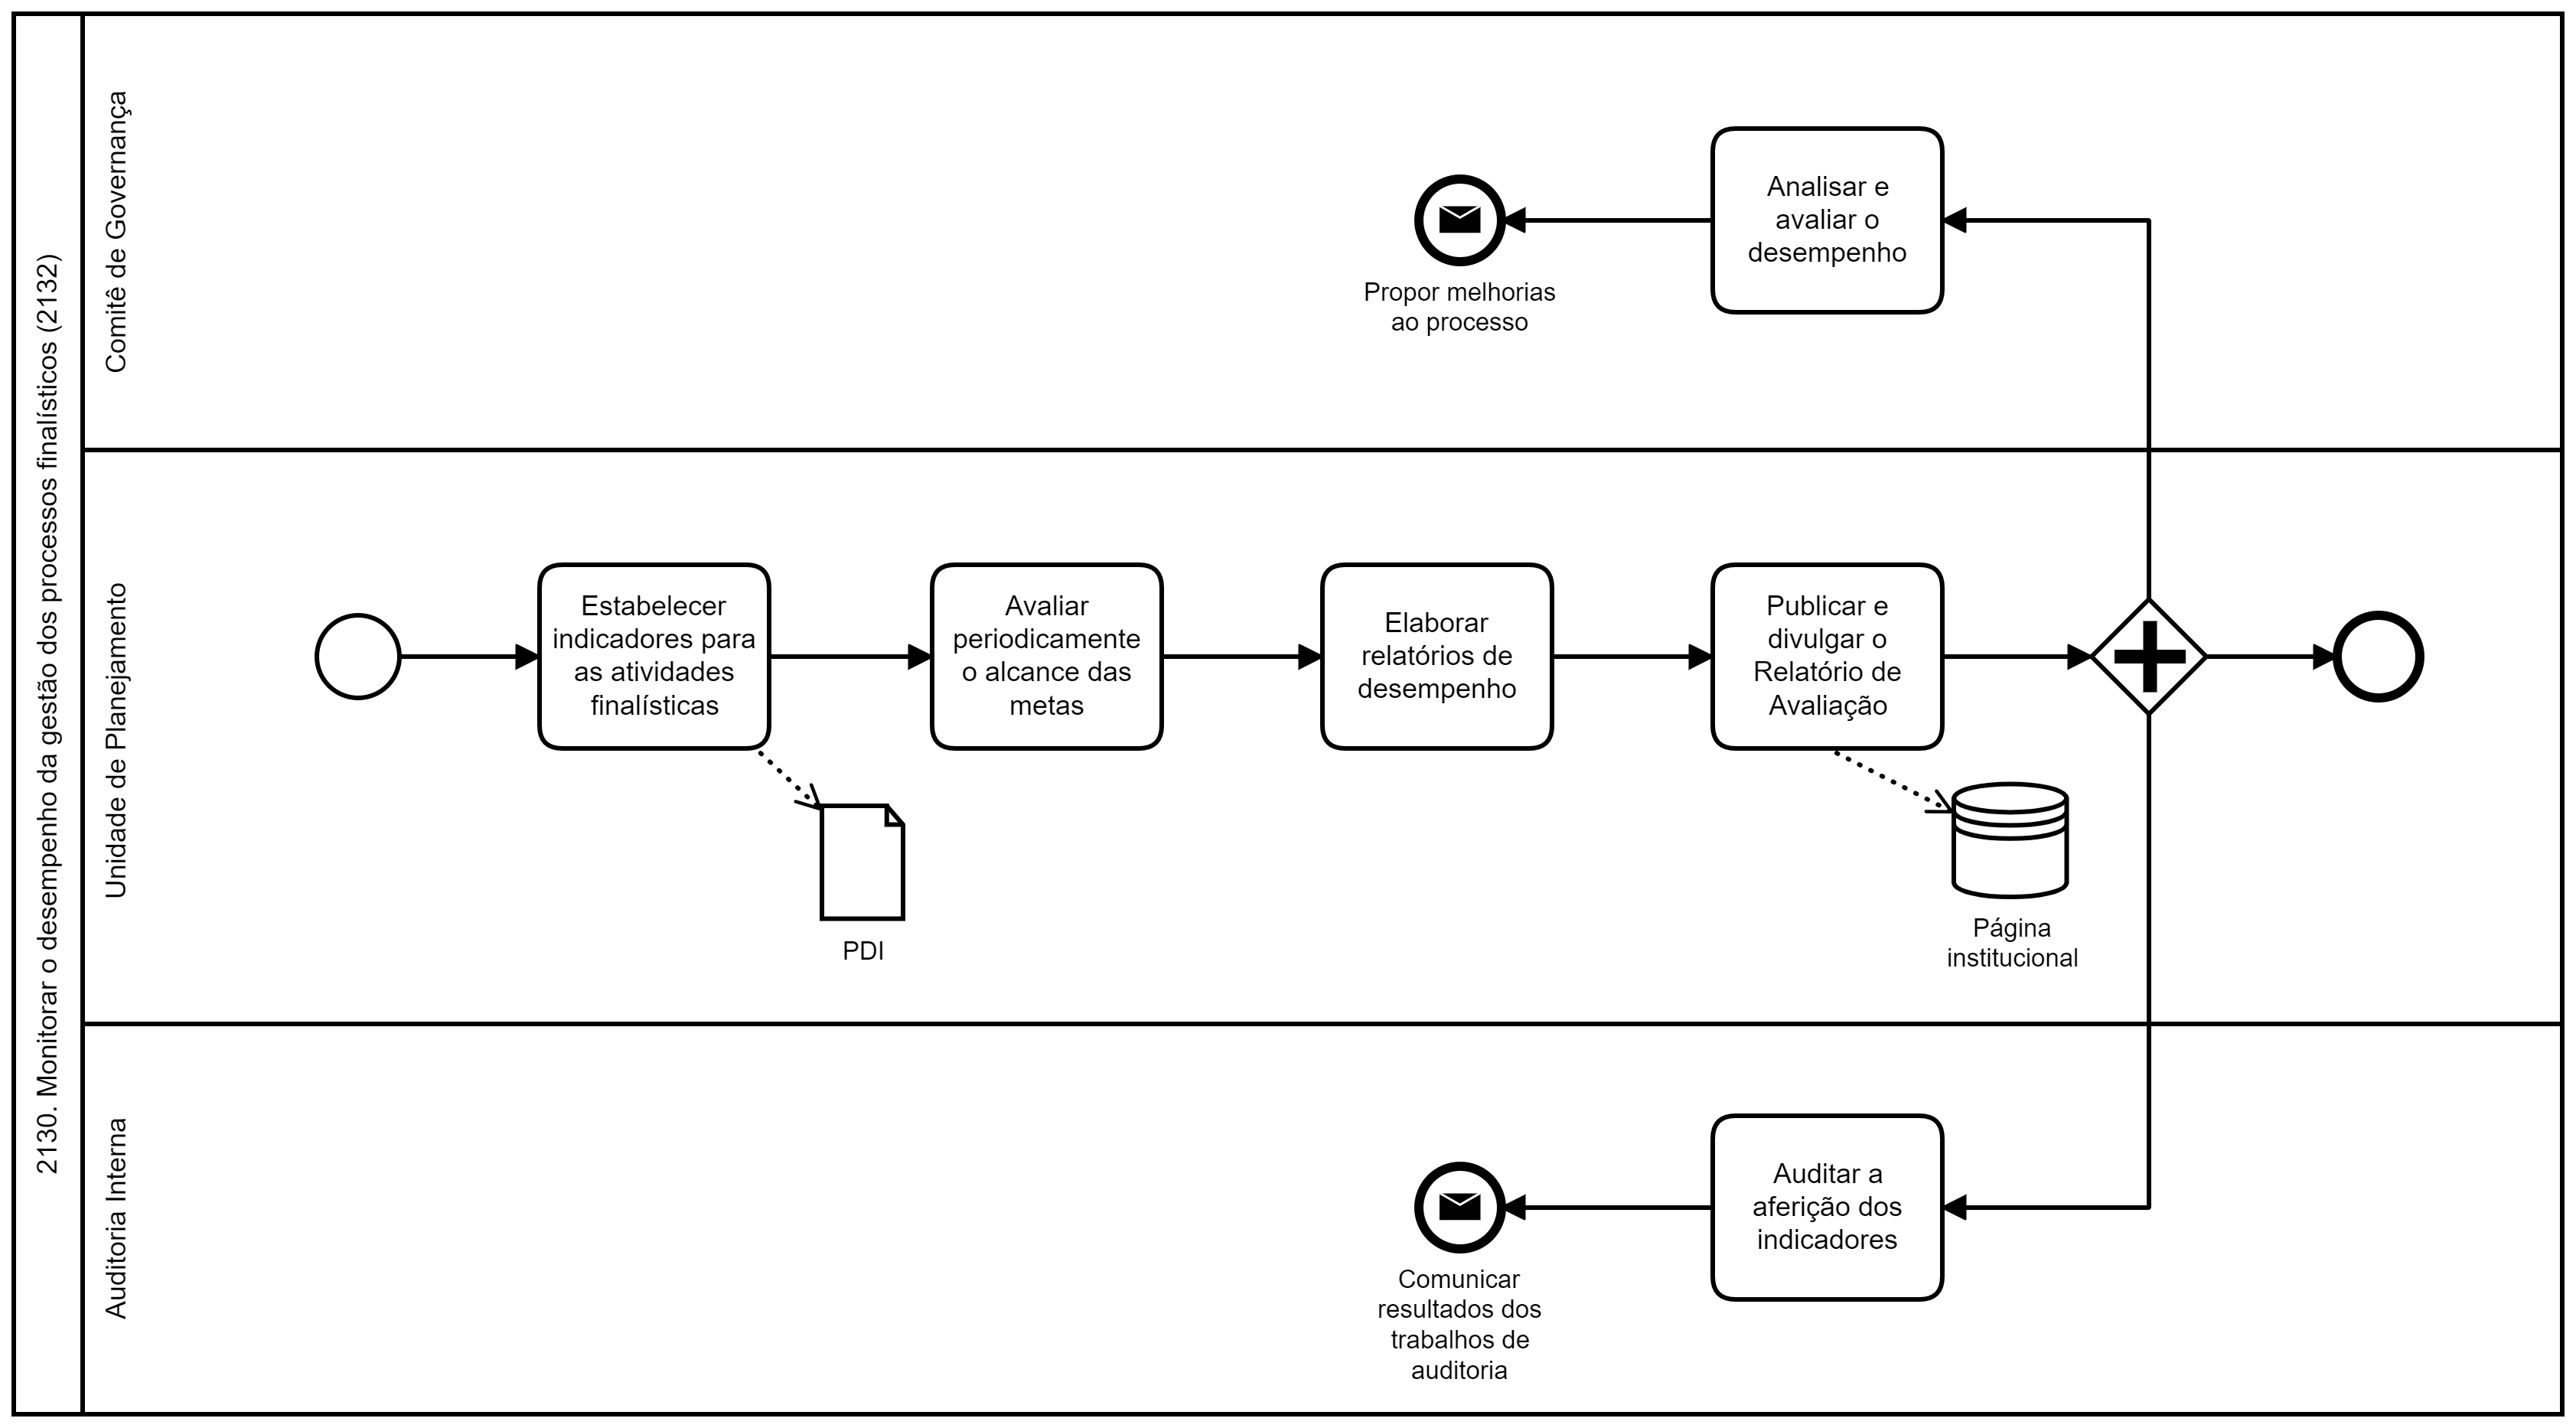 2130. Monitorar o desempenho da gestão dos processos finalísticos (2132)
Comitê de Governança
Analisar e
avaliar o
desempenho
Propor melhorias
ao processo
Unidade de Planejamento
Estabelecer
indicadores para
as atividades
finalísticas
Avaliar
periodicamente
o alcance das
metas
Elaborar
relatórios de
desempenho
Publicar e
divulgar o
Relatório de
Avaliação
PDI
Página
institucional
Auditoria Interna
Auditar a
aferição dos
indicadores
Comunicar
resultados dos
trabalhos de
auditoria